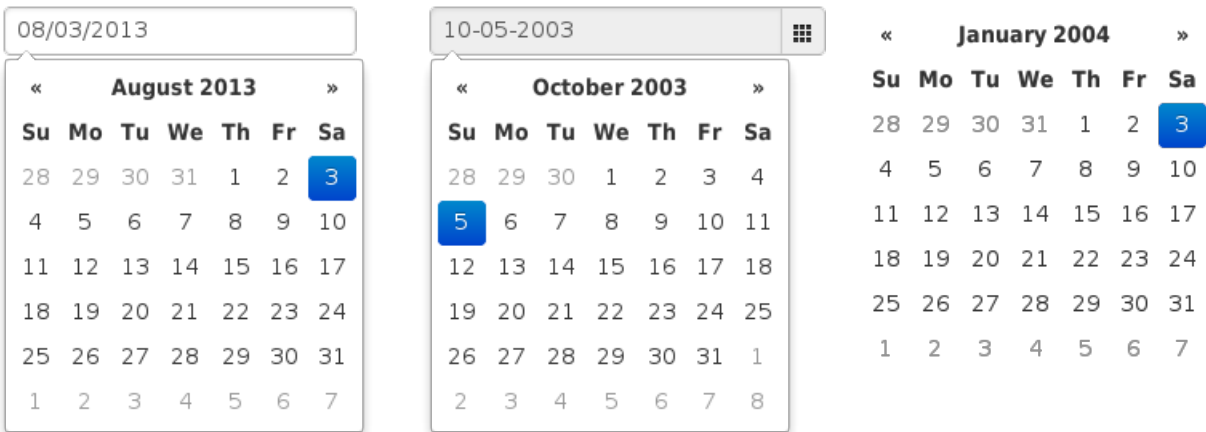 08/03/2013
« August 2013 »
Su Mo Tu We Th Fr Sa
28 29 30 31 1 2 3
4 5 6 7 8 9 10
11 12 13 14 15 16 17
18 19 20 21 22 23 24
25 26 27 28 29 30 31
1 2 3 4 5 6 7
10-05-2003
« October 2003 »
Su Mo Tu We Th Fr Sa
28 29 30 1 2 3 4
5 6 7 8 9 10 11
12 13 14 15 16 17 18
19 20 21 22 23 24 25
26 27 28 29 30 31 1
2 3 4 5 6 7 8
« January 2004 »
Su Mo Tu We Th Fr Sa
28 29 30 31 1 2 3
4 5 6 7 8 9 10
11 12 13 14 15 16 17
18 19 20 21 22 23 24
25 26 27 28 29 30 31
1 2 3 4 5 6 7